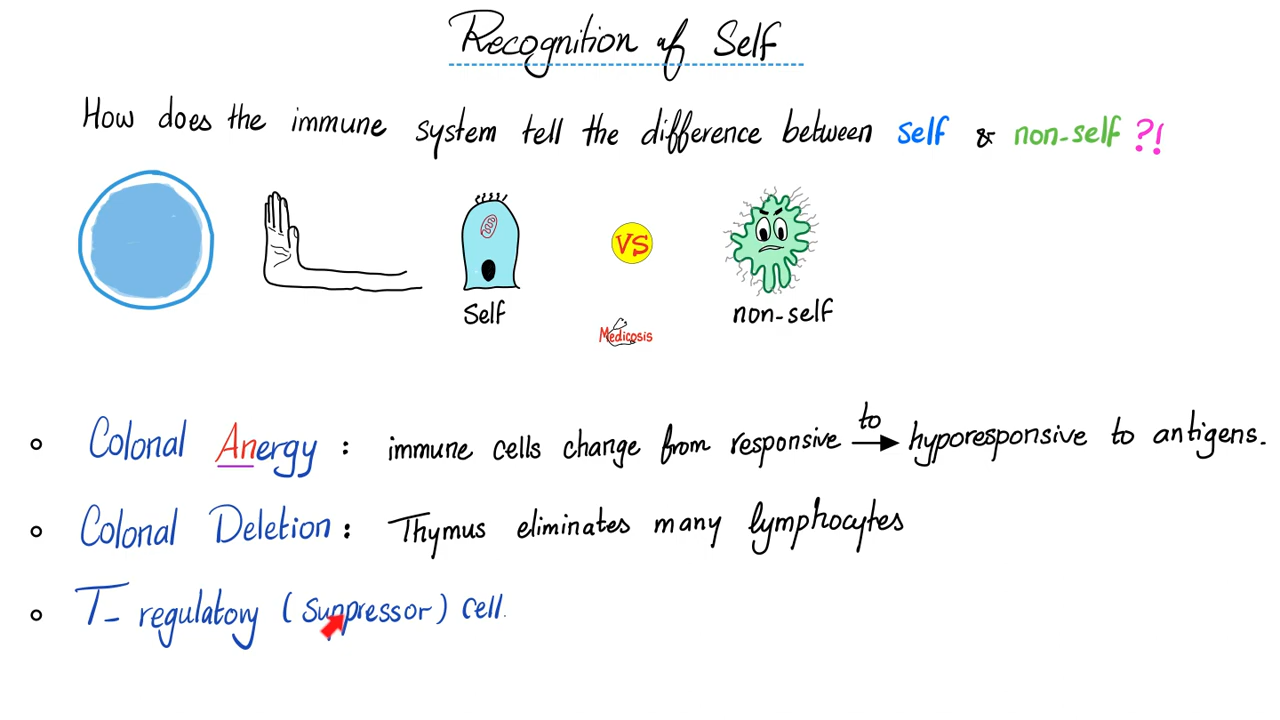 Recognition of Self
How does the immune system tell the difference between self & non-self ?!
VS
Self
non-self
Medicosis
Colonal Anergy : immune cells change from responsive to → hyporesponsive to antigens.
Colonal Deletion : Thymus eliminates many lymphocytes
T- regulatory (suppressor) cell.